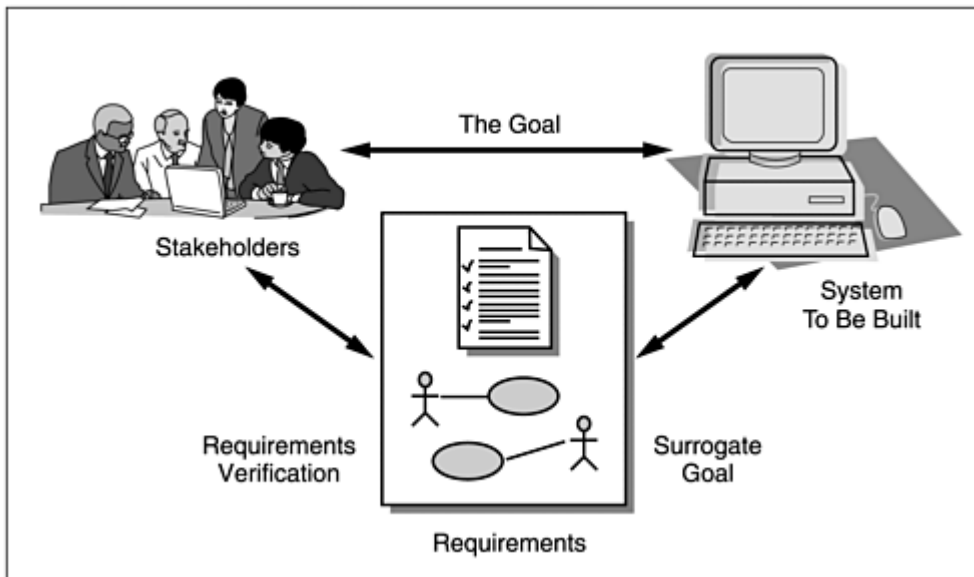 The Goal
Stakeholders
System
To Be Built
Requirements
Verification
Surrogate
Goal
Requirements